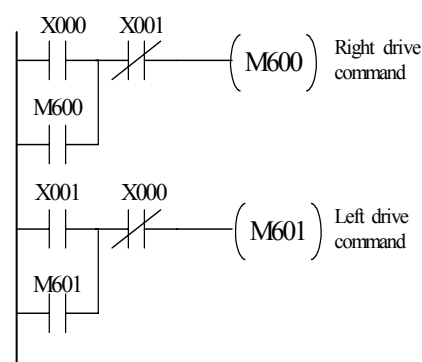 X000 X001
M600 Right drive
command
M600
X001 X000
M601 Left drive
command
M601